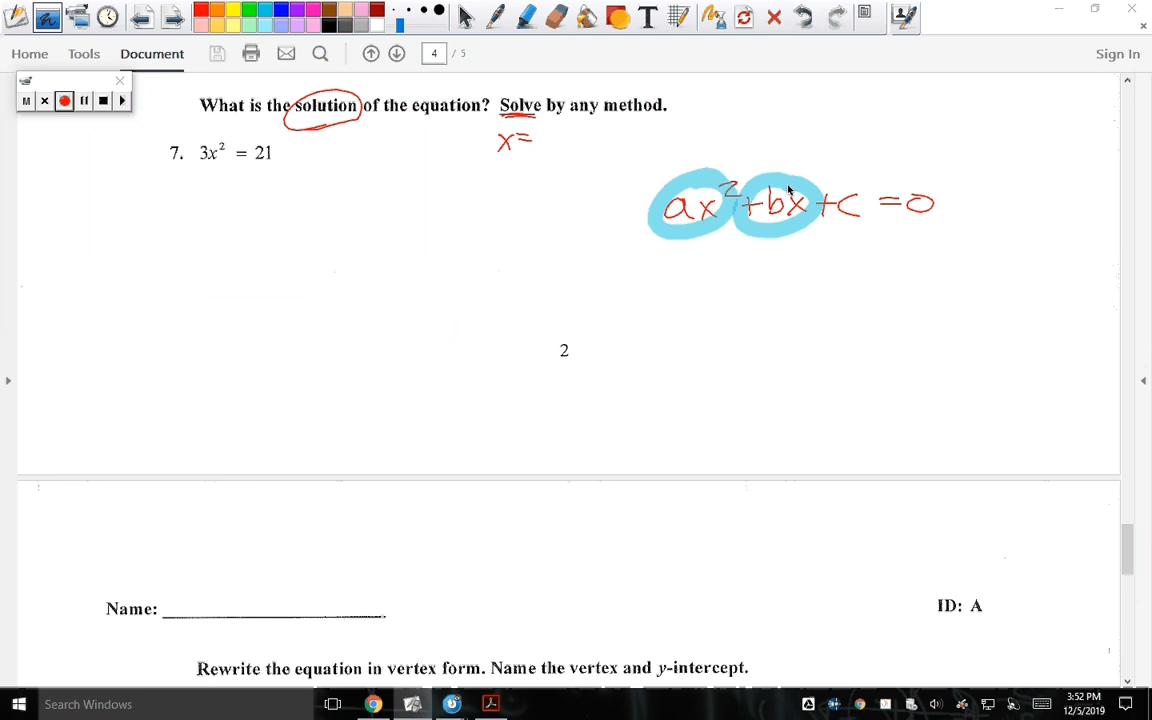 4 / 5
Home Tools Document Sign In
M
What is the solution of the equation? Solve by any method.
x=
7. 3x² = 21
ax²+bx+c=0
2
Name:
ID: A
Rewrite the equation in vertex form. Name the vertex and y-intercept.
Search Windows
3:52 PM
12/5/2019